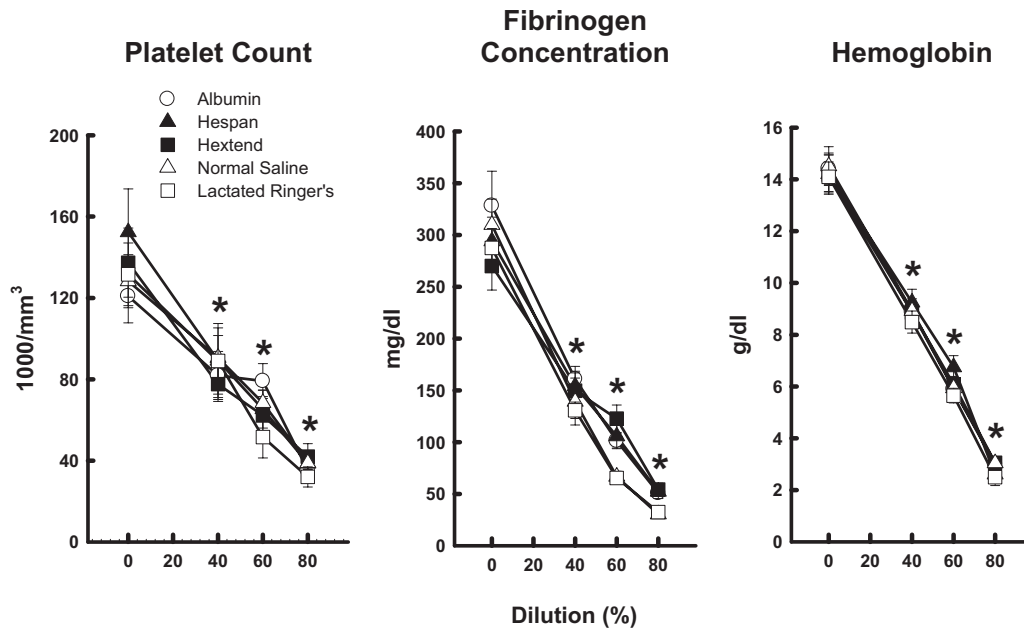 Platelet Count
Albumin
Hespan
Hextend
Normal Saline
Lactated Ringer's
1000/mm³
200
160
120
80
40
0
0 20 40 60 80
* * *
Fibrinogen
Concentration
mg/dl
400
350
300
250
200
150
100
50
0
0 20 40 60 80
* * *
Hemoglobin
g/dl
16
14
12
10
8
6
4
2
0
0 20 40 60 80
* * *
Dilution (%)